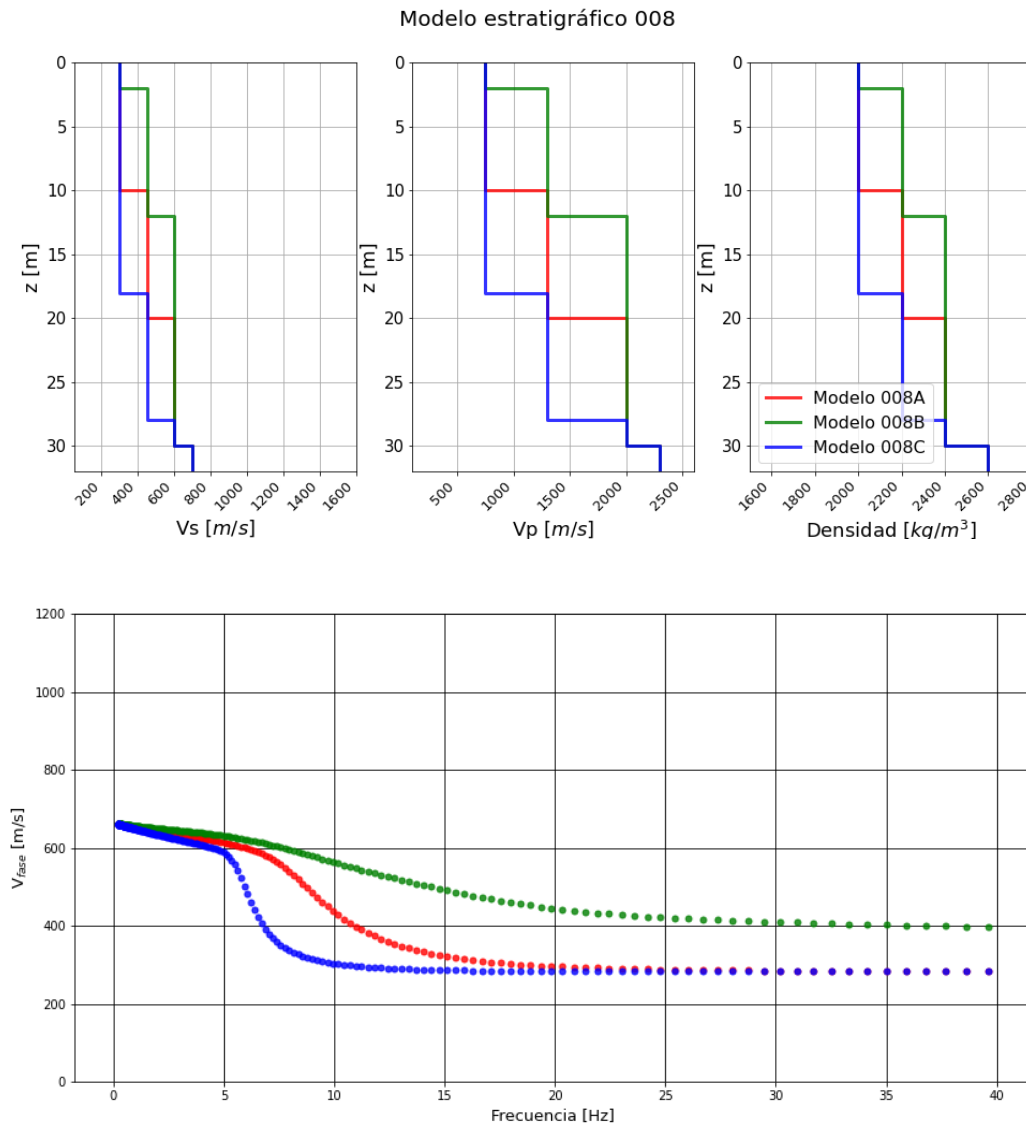 Modelo estratigráfico 008
0
5
10
15
20
25
30
z [m]
200 400 600 800 1000 1200 1400 1600
Vs [m/s]
0
5
10
15
20
25
30
z [m]
500 1000 1500 2000 2500
Vp [m/s]
0
5
10
15
20
25
30
z [m]
1600 1800 2000 2200 2400 2600 2800
Densidad [kg/m³]
Modelo 008A
Modelo 008B
Modelo 008C
1200
1000
800
600
400
200
0
V_fase [m/s]
0 5 10 15 20 25 30 35 40
Frecuencia [Hz]